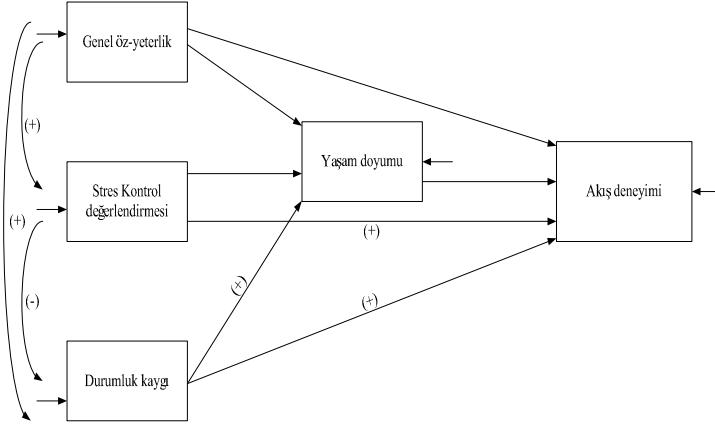 Genel öz-yeterlik
(+)
Yaşam doyumu
Akış deneyimi
Stres Kontrol
değerlendirmesi
(+)
(+)
(-)
(+)
(+)
Durumluk kaygı